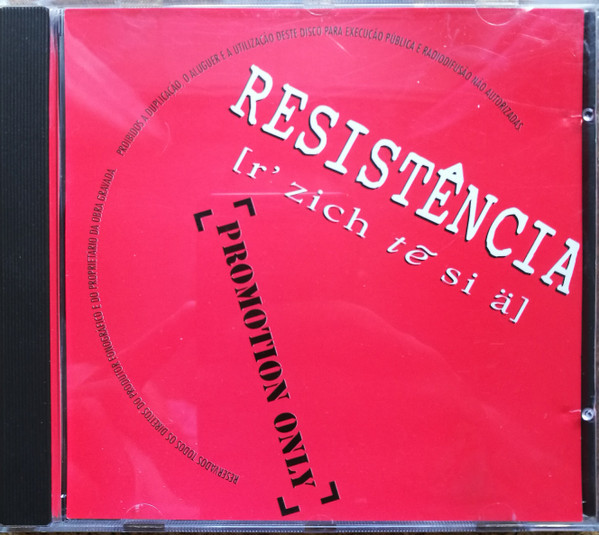 RESERVADOS TODOS OS DIREITOS DO PRODUTOR FONOGRÁFICO E DO PROPRIETÁRIO DA OBRA GRAVADA
PROIBIDOS A DUPLICAÇÃO O ALUGUER E A UTILIZAÇÃO DESTE DISCO PARA EXECUÇÃO PÚBLICA E RADIODIFUSÃO NÃO AUTORIZADAS
RESISTÊNCIA
[r' zich tẽ si ä]
[PROMOTION ONLY]